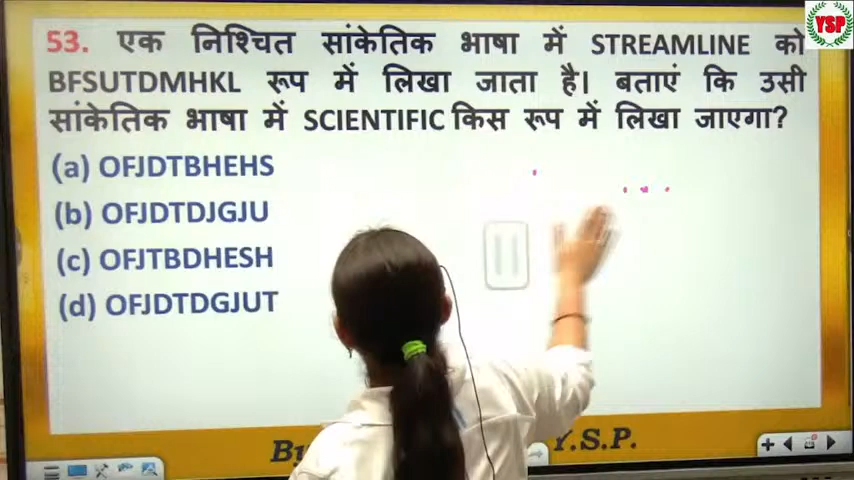 53. एक निश्चित सांकेतिक भाषा में STREAMLINE को
BFSUTDMHKL रूप में लिखा जाता है। बताएं कि उसी
सांकेतिक भाषा में SCIENTIFIC किस रूप में लिखा जाएगा?
(a) OFJDTBHEHS
(b) OFJDTDJGJU
(c) OFJTBDHESH
(d) OFJDTDGJUT
Y.S.P.
YSP